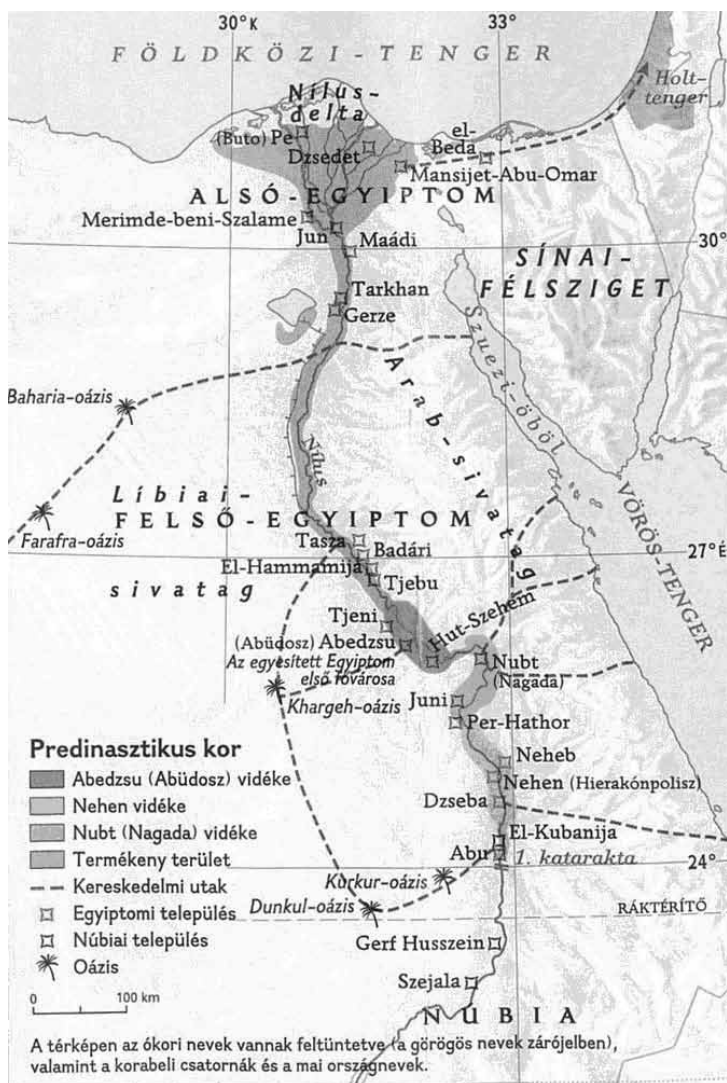 30° K
33°
FÖLDKÖZI-TENGER
Nílus-
delta
Holt-
tenger
(Buto) Pe
el-
Beda
Dzsedet
Mansijet-Abu-Omar
ALSÓ-EGYIPTOM
Merimde-beni-Szalame
Jun
Maádi
30°
SÍNAI-
FÉLSZIGET
Tarkhan
Gerze
Szuezi-öböl
Arab-sivatag
Baharia-oázis
Nílus
Líbiai-
FELSŐ-EGYIPTOM
VÖRÖS-TENGER
Farafra-oázis
Tasza
Badári
27°É
El-Hammamija
sivatag
Tjebu
Tjeni
Hut-Szehem
(Abüdosz) Abedzsu
Az egyesített Egyiptom
első fővárosa
Nubt
(Nagada)
Khargeh-oázis
Juni
Per-Hathor
Predinasztikus kor
Neheb
Abedzsu (Abüdosz) vidéke
Nehen (Hierakónpolisz)
Nehen vidéke
Dzseba
Nubt (Nagada) vidéke
El-Kubanija
Termékeny terület
Abu
1. katarakta
24°
Kereskedelmi utak
Kurkur-oázis
Egyiptomi település
Dunkul-oázis
RÁKTÉRÍTŐ
Núbiai település
Gerf Husszein
Oázis
Szejala
0 100 km
NÚBIA
A térképen az ókori nevek vannak feltüntetve (a görögös nevek zárójelben),
valamint a korabeli csatornák és a mai országnevek.